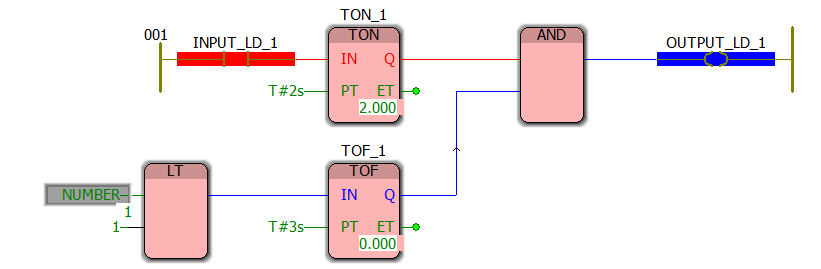 TON_1
001
INPUT_LD_1
TON
AND
OUTPUT_LD_1
IN Q
T#2s PT ET
2.000
TOF_1
LT
TOF
NUMBER
IN Q
1
1
T#3s PT ET
0.000